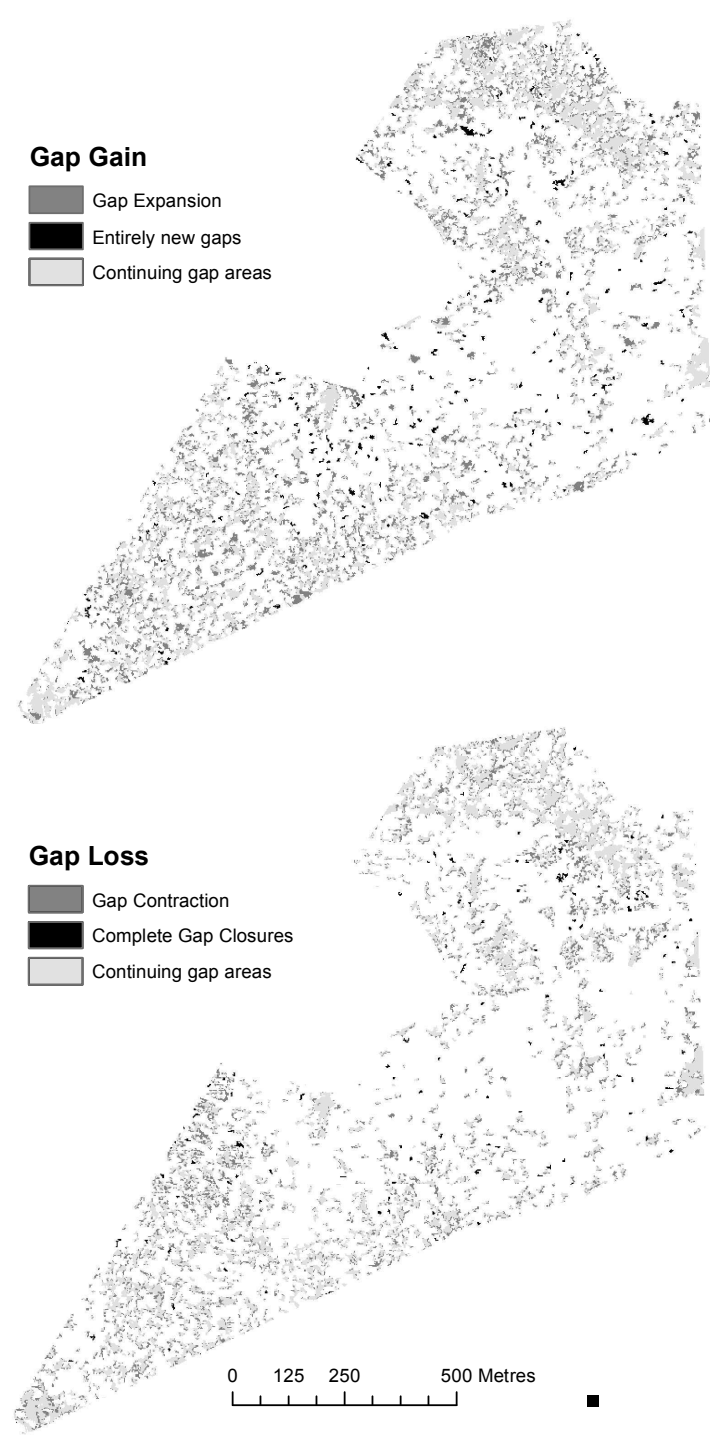 Gap Gain
Gap Expansion
Entirely new gaps
Continuing gap areas
Gap Loss
Gap Contraction
Complete Gap Closures
Continuing gap areas
0 125 250 500 Metres